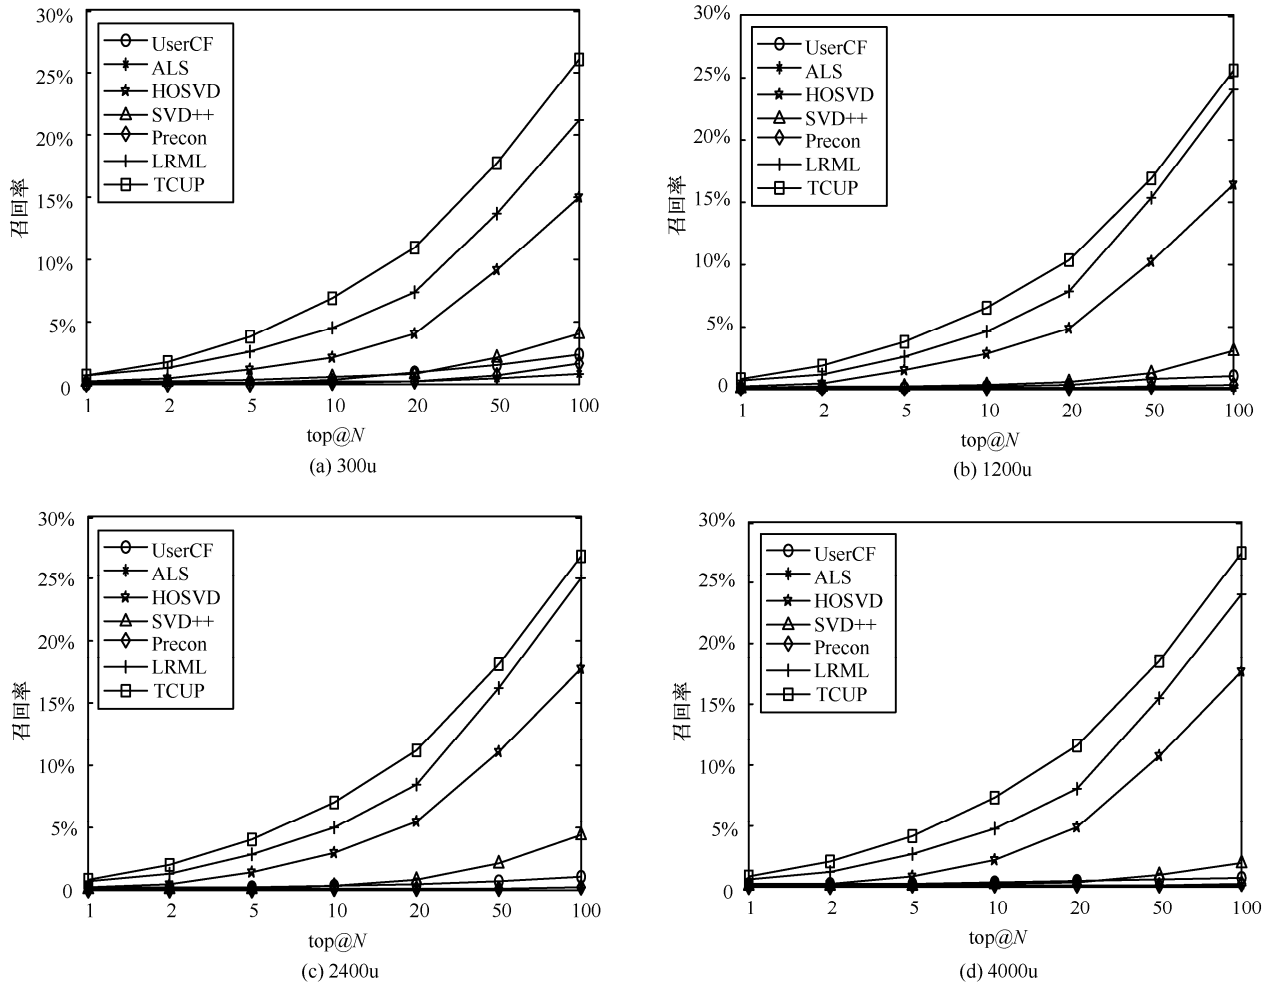 30%
25%
20%
15%
10%
5%
0
召回率
UserCF
ALS
HOSVD
SVD++
Precon
LRML
TCUP
1 2 5 10 20 50 100
top@N
(a) 300u
30%
25%
20%
15%
10%
5%
0
召回率
UserCF
ALS
HOSVD
SVD++
Precon
LRML
TCUP
1 2 5 10 20 50 100
top@N
(b) 1200u
30%
25%
20%
15%
10%
5%
0
召回率
UserCF
ALS
HOSVD
SVD++
Precon
LRML
TCUP
1 2 5 10 20 50 100
top@N
(c) 2400u
30%
25%
20%
15%
10%
5%
0
召回率
UserCF
ALS
HOSVD
SVD++
Precon
LRML
TCUP
1 2 5 10 20 50 100
top@N
(d) 4000u